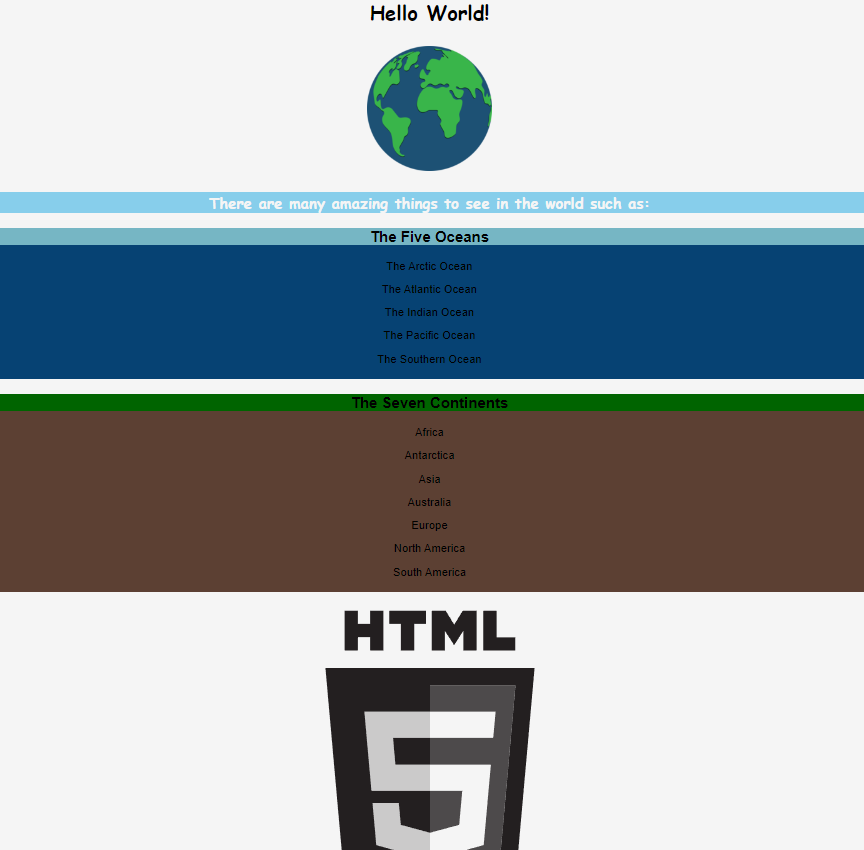 Hello World!
There are many amazing things to see in the world such as:
The Five Oceans
The Arctic Ocean
The Atlantic Ocean
The Indian Ocean
The Pacific Ocean
The Southern Ocean
The Seven Continents
Africa
Antarctica
Asia
Australia
Europe
North America
South America
HTML
5